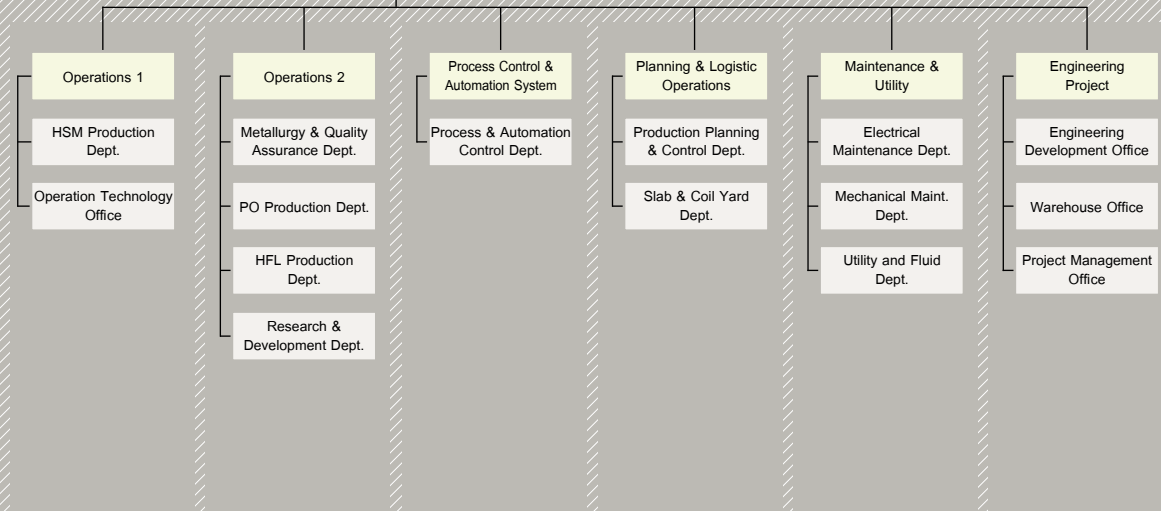 Operations 1
HSM Production
Dept.
Operation Technology
Office
Operations 2
Metallurgy & Quality
Assurance Dept.
PO Production Dept.
HFL Production
Dept.
Research &
Development Dept.
Process Control &
Automation System
Process & Automation
Control Dept.
Planning & Logistic
Operations
Production Planning
& Control Dept.
Slab & Coil Yard
Dept.
Maintenance &
Utility
Electrical
Maintenance Dept.
Mechanical Maint.
Dept.
Utility and Fluid
Dept.
Engineering
Project
Engineering
Development Office
Warehouse Office
Project Management
Office